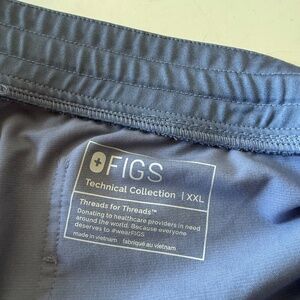 FIGS
Technical Collection | XXL
Threads for Threads™
Donating to healthcare providers in need
around the world. Because everyone
deserves to #wearFIGS
made in vietnam fabriqué au vietnam